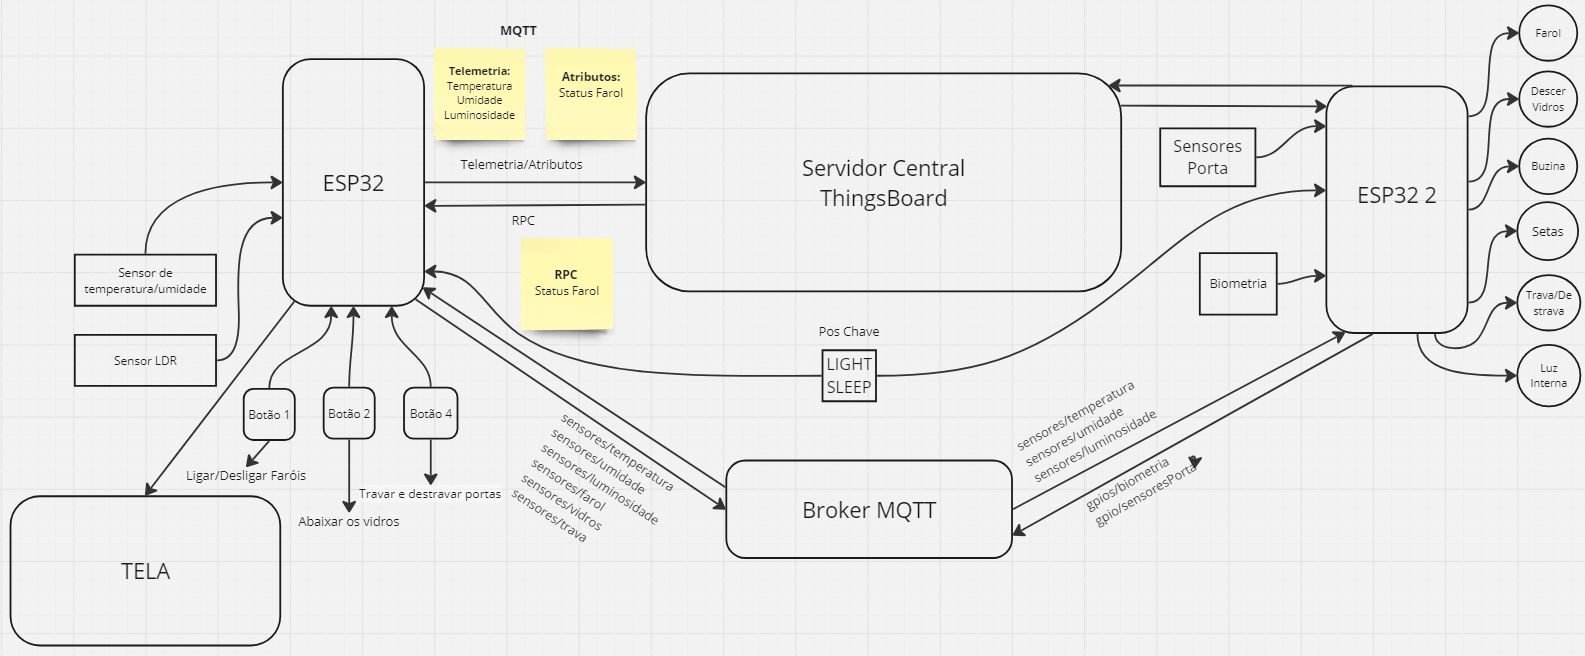 MQTT
Telemetria:
Temperatura
Umidade
Luminosidade
Atributos:
Status Farol
ESP32
Telemetria/Atributos
RPC
RPC
Status Farol
Servidor Central
ThingsBoard
Sensores
Porta
ESP32 2
Biometria
Farol
Descer
Vidros
Buzina
Setas
Trava/De
strava
Luz
Interna
Sensor de
temperatura/umidade
Sensor LDR
Pos Chave
LIGHT
SLEEP
Botão 1
Botão 2
Botão 4
Ligar/Desligar Faróis
Travar e destravar portas
Abaixar os vidros
sensores/temperatura
sensores/umidade
sensores/luminosidade
sensores/farol
sensores/vidros
sensores/trava
sensores/temperatura
sensores/umidade
sensores/luminosidade
gpios/biometria
gpio/sensoresPorta
Broker MQTT
TELA